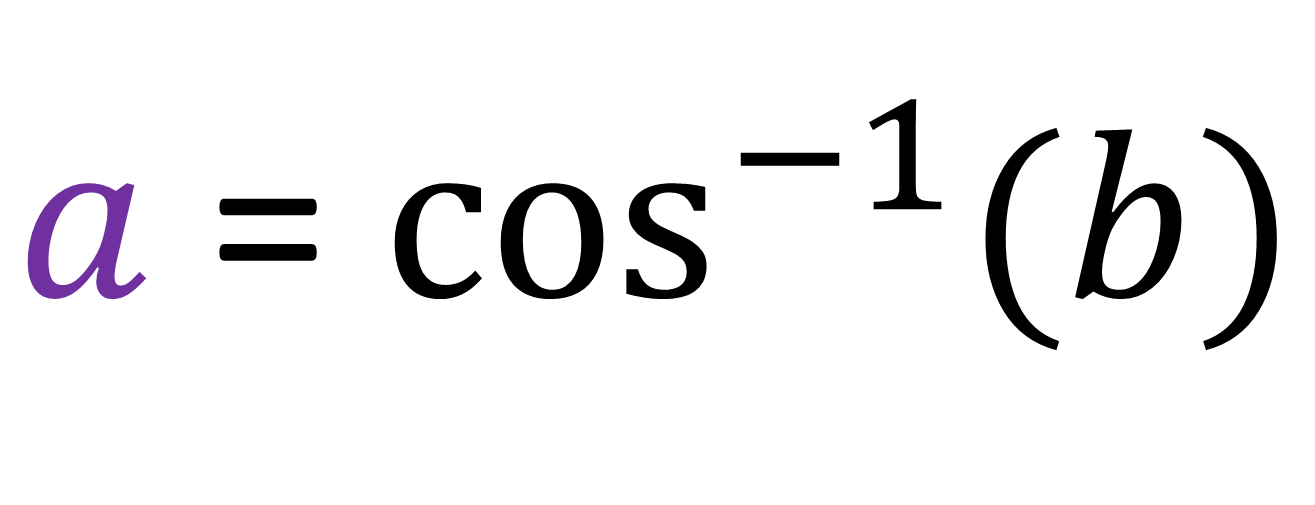 a = cos⁻¹(b)